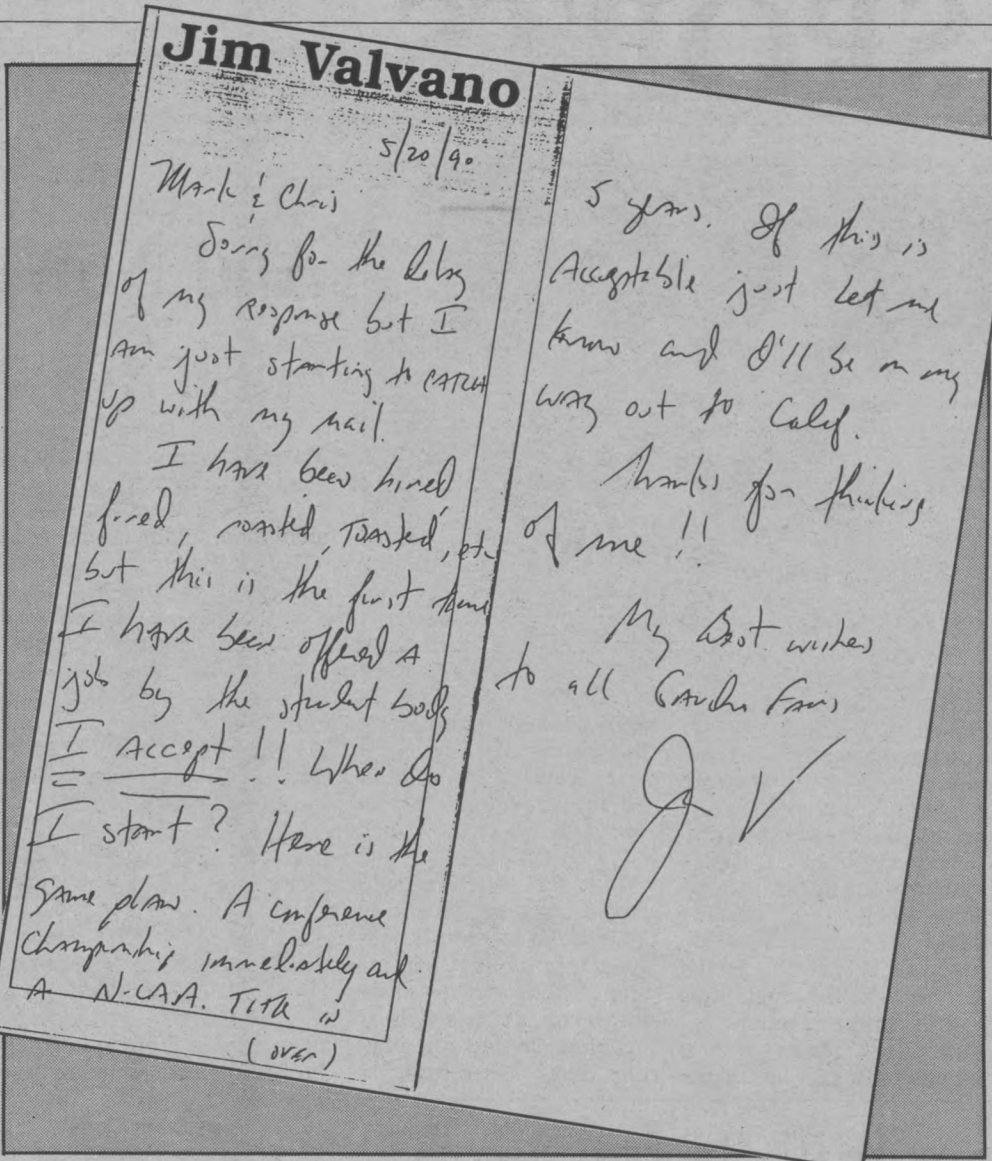 Jim Valvano
5/20/90
Mark & Chris
Sorry for the Delay
of my response but I
am just starting to CATCH
up with my mail.
I have been hired,
fired, roasted, Toasted, etc
but this is the first time
I have been offered A
job by the student body
I Accept!! When do
I start? Here is the
game plan. A conference
Championship immediately and
A N.C.A.A. Title in
(over)
5 years. If this is
Acceptable just Let me
know and I'll be on my
way out to Calif.
Thanks for thinking
of me!!
My Best wishes
to all Gaucho Fans
J V